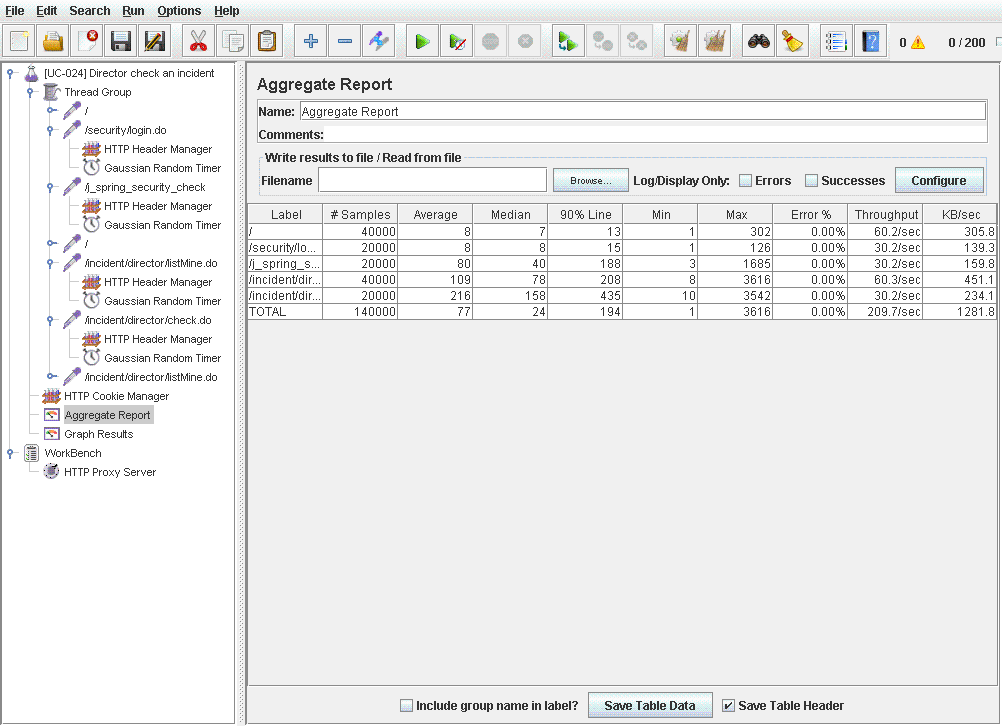 File Edit Search Run Options Help
0 0 / 200
[UC-024] Director check an incident
Thread Group
/
/security/login.do
HTTP Header Manager
Gaussian Random Timer
/j_spring_security_check
HTTP Header Manager
Gaussian Random Timer
/
/incident/director/listMine.do
HTTP Header Manager
Gaussian Random Timer
/incident/director/check.do
HTTP Header Manager
Gaussian Random Timer
/incident/director/listMine.do
HTTP Cookie Manager
Aggregate Report
Graph Results
WorkBench
HTTP Proxy Server
Aggregate Report
Name: Aggregate Report
Comments:
Write results to file / Read from file
Filename Browse... Log/Display Only: Errors Successes Configure
Label # Samples Average Median 90% Line Min Max Error % Throughput KB/sec
/ 40000 8 7 13 1 302 0.00% 60.2/sec 305.8
/security/lo... 20000 8 8 15 1 126 0.00% 30.2/sec 139.3
/j_spring_s... 20000 80 40 188 3 1685 0.00% 30.2/sec 159.8
/incident/dir... 40000 109 78 208 8 3616 0.00% 60.3/sec 451.1
/incident/dir... 20000 216 158 435 10 3542 0.00% 30.2/sec 234.1
TOTAL 140000 77 24 194 1 3616 0.00% 209.7/sec 1281.8
Include group name in label? Save Table Data Save Table Header